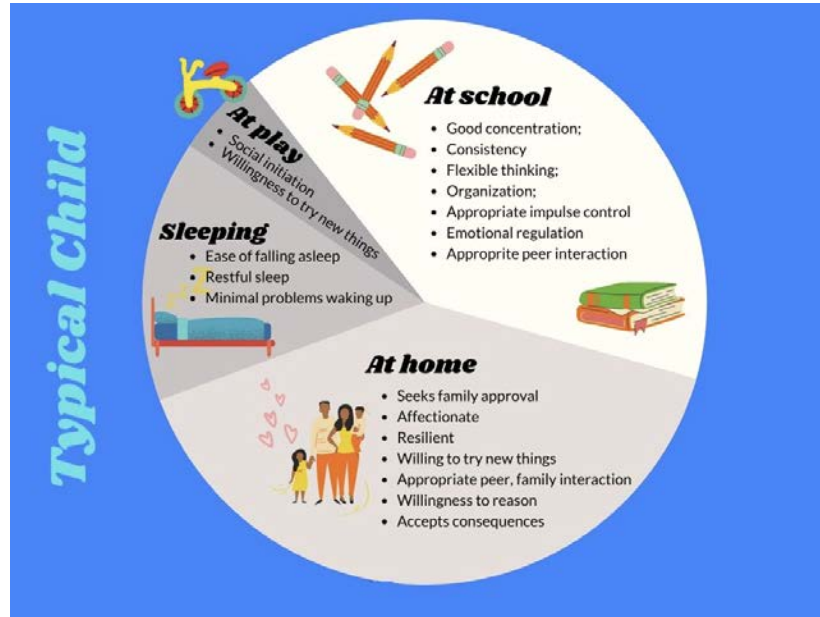 Typical Child
At school
Good concentration;
Consistency
Flexible thinking;
Organization;
Appropriate impulse control
Emotional regulation
Approprite peer interaction
At play
Social initiation
Willingness to try new things
Sleeping
Ease of falling asleep
Restful sleep
Minimal problems waking up
At home
Seeks family approval
Affectionate
Resilient
Willing to try new things
Appropriate peer, family interaction
Willingness to reason
Accepts consequences